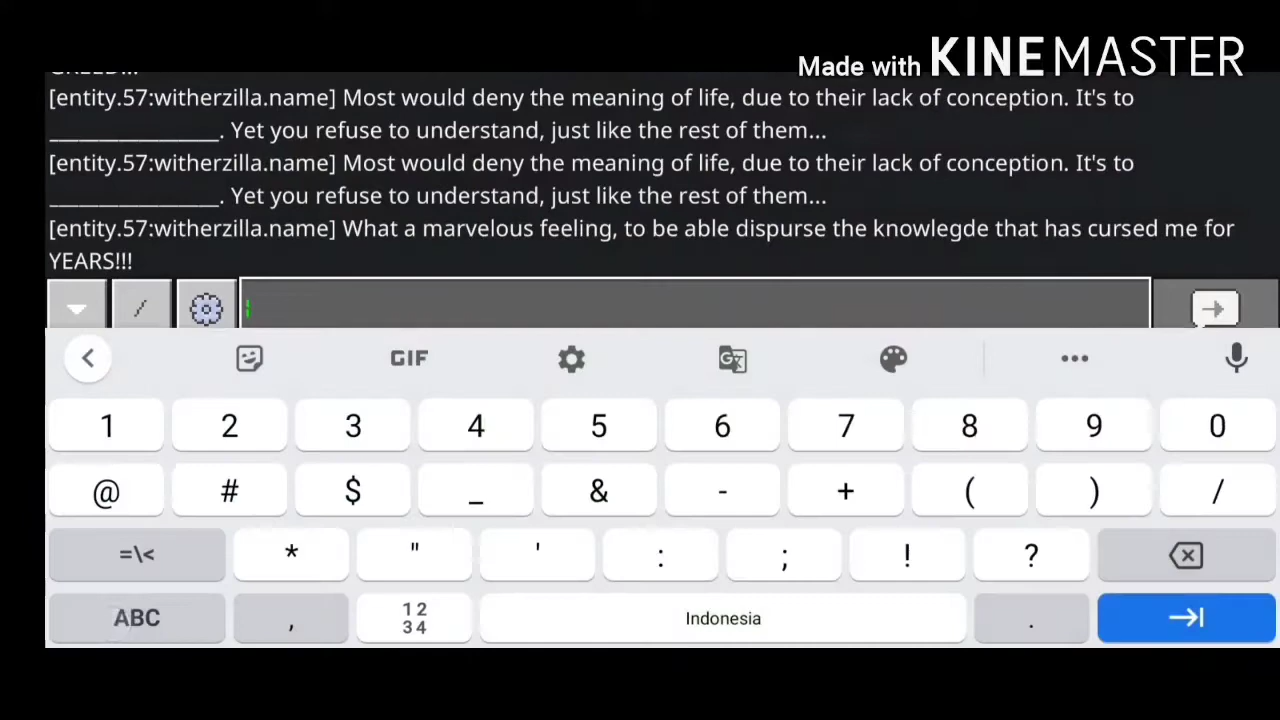 Made with KINEMASTER
[entity.57:witherzilla.name] Most would deny the meaning of life, due to their lack of conception. It's to
________________. Yet you refuse to understand, just like the rest of them...
[entity.57:witherzilla.name] Most would deny the meaning of life, due to their lack of conception. It's to
________________. Yet you refuse to understand, just like the rest of them...
[entity.57:witherzilla.name] What a marvelous feeling, to be able dispurse the knowlegde that has cursed me for
YEARS!!!
/
GIF
1 2 3 4 5 6 7 8 9 0
@ # $ _ & - + ( ) /
=\< * " ' : ; ! ?
ABC , 12 34 Indonesia .